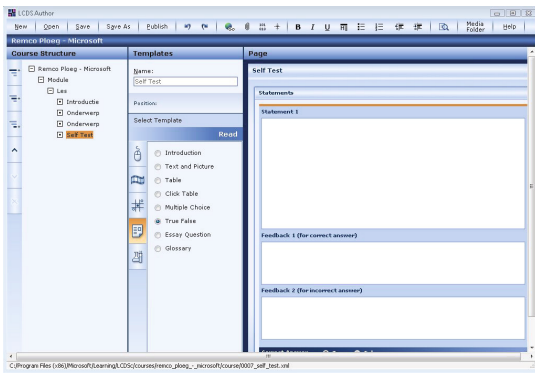 LCDS Author
New Open Save Save As Publish B I U Media Folder Help
Remco Ploeg - Microsoft
Course Structure
Remco Ploeg - Microsoft
Module
Les
Introductie
Onderwerp
Onderwerp
Self Test
Templates
Name:
Self Test
Position:
Select Template
Read
Introduction
Text and Picture
Table
Click Table
Multiple Choice
True False
Essay Question
Glossary
Page
Self Test
Statements
Statement 1
Feedback 1 (for correct answer)
Feedback 2 (for incorrect answer)
C:/Program Files (x86)/Microsoft/Learning/LCDSc/courses/remco_ploeg_-_microsoft/course/0007_self_test.xml